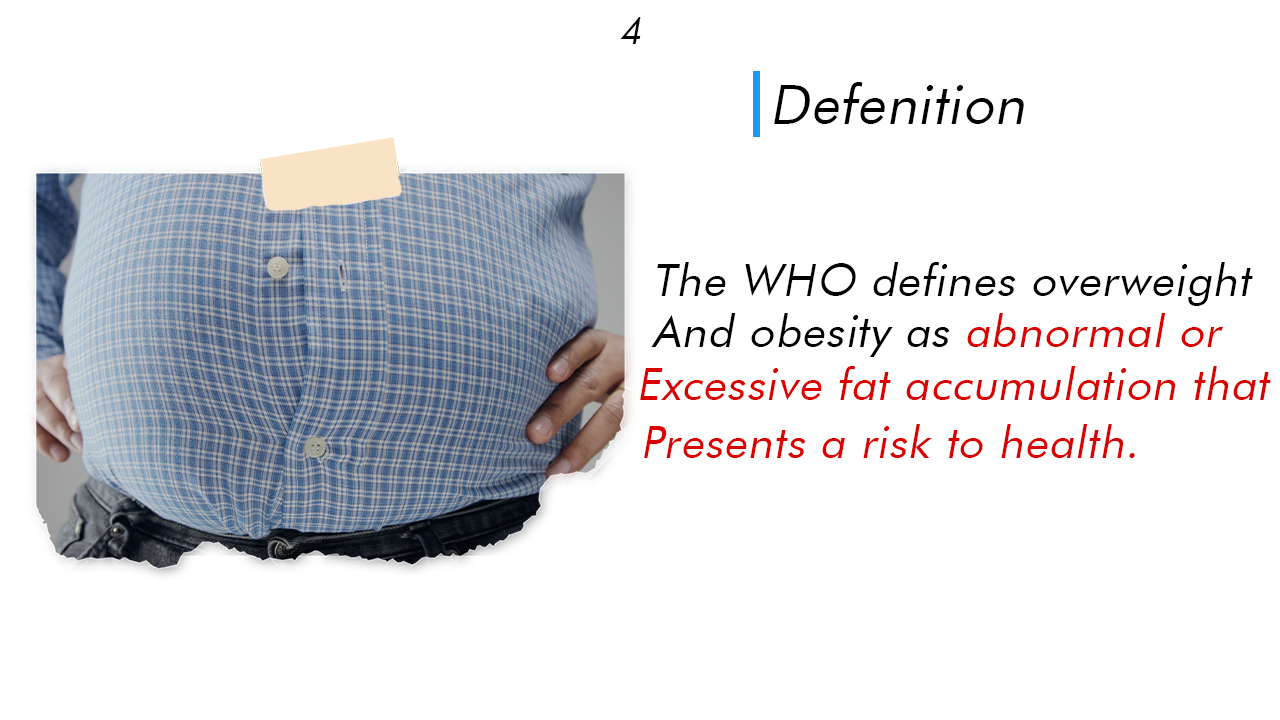 4
Defenition
The WHO defines overweight
And obesity as abnormal or
Excessive fat accumulation that
Presents a risk to health.